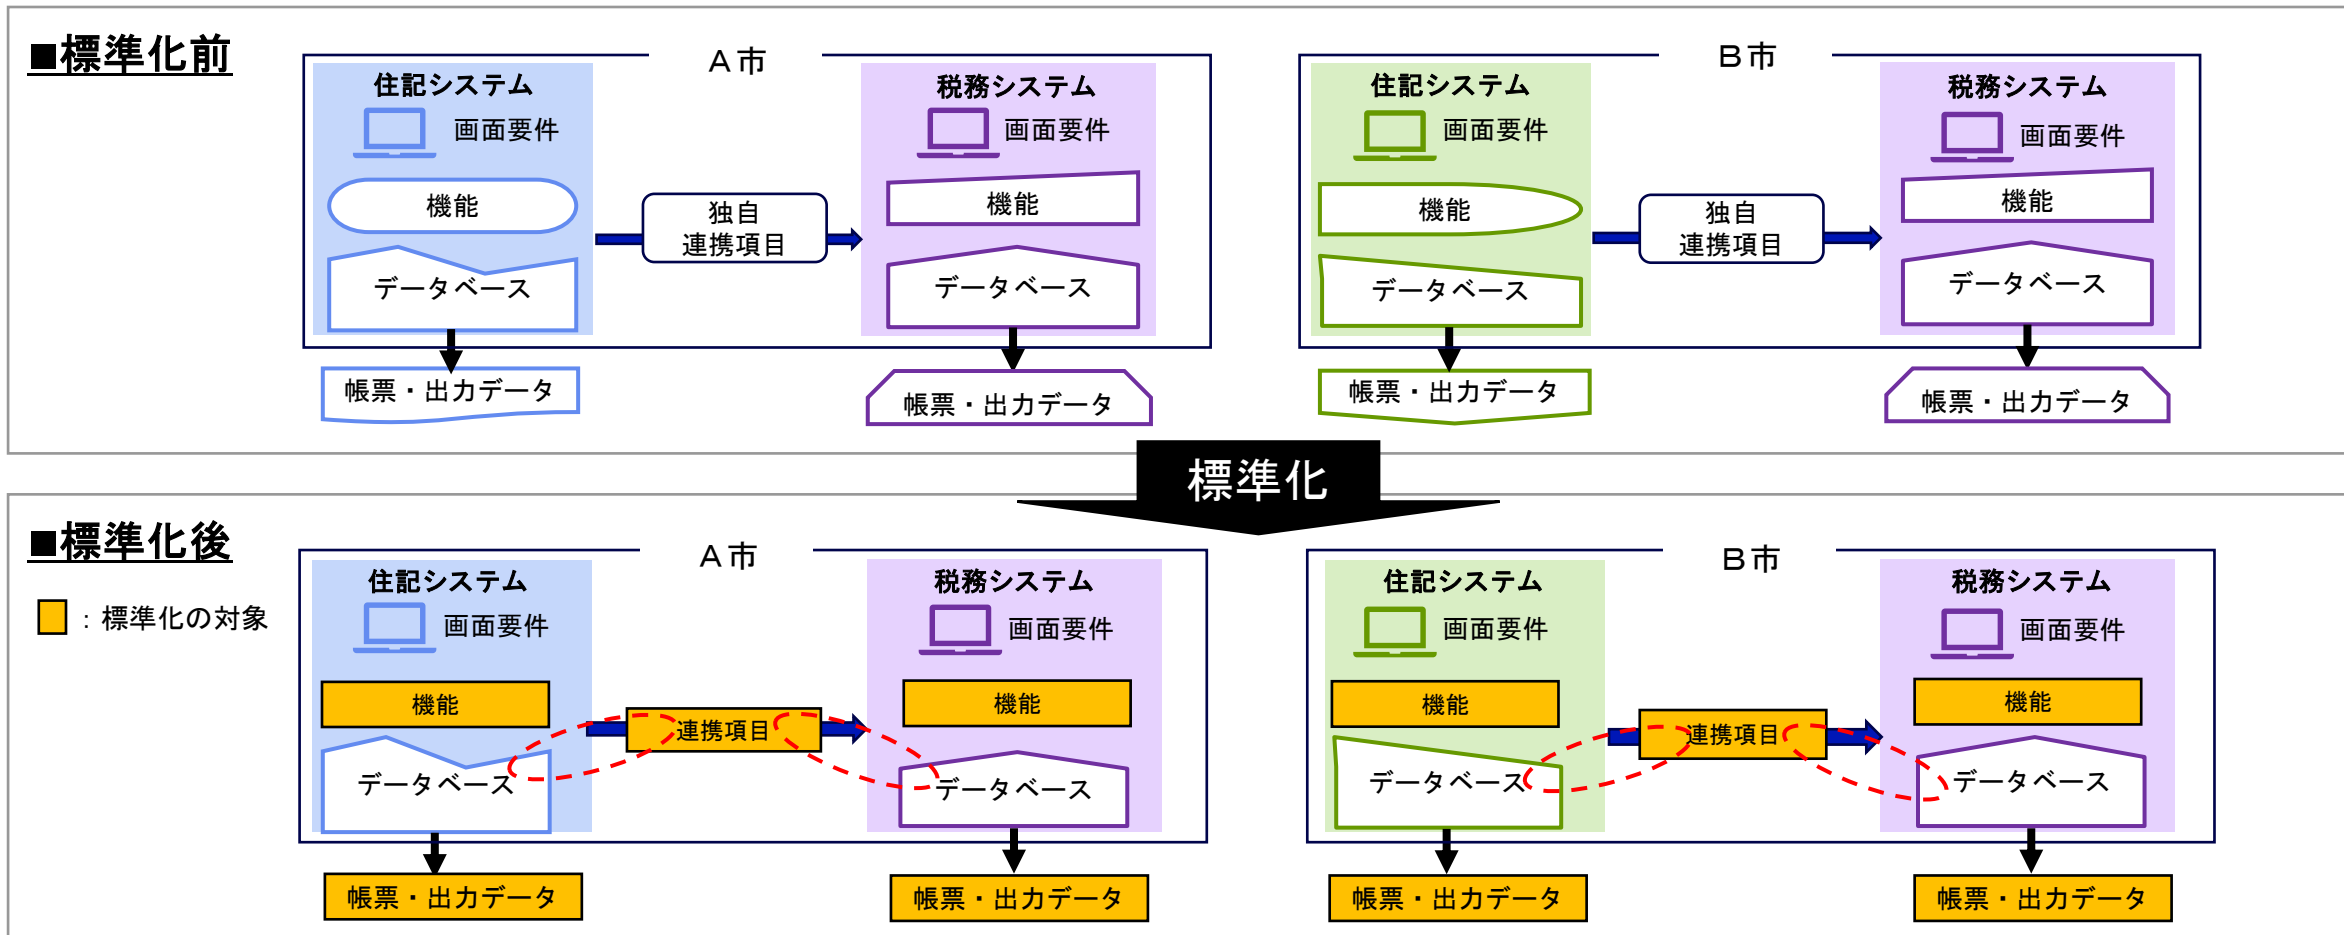 ■標準化前
A市
住記システム
画面要件
機能
データベース
帳票・出力データ
独自
連携項目
税務システム
画面要件
機能
データベース
帳票・出力データ
B市
住記システム
画面要件
機能
データベース
帳票・出力データ
独自
連携項目
税務システム
画面要件
機能
データベース
帳票・出力データ
標準化
■標準化後
：標準化の対象
A市
住記システム
画面要件
機能
データベース
帳票・出力データ
連携項目
税務システム
画面要件
機能
データベース
帳票・出力データ
B市
住記システム
画面要件
機能
データベース
帳票・出力データ
連携項目
税務システム
画面要件
機能
データベース
帳票・出力データ